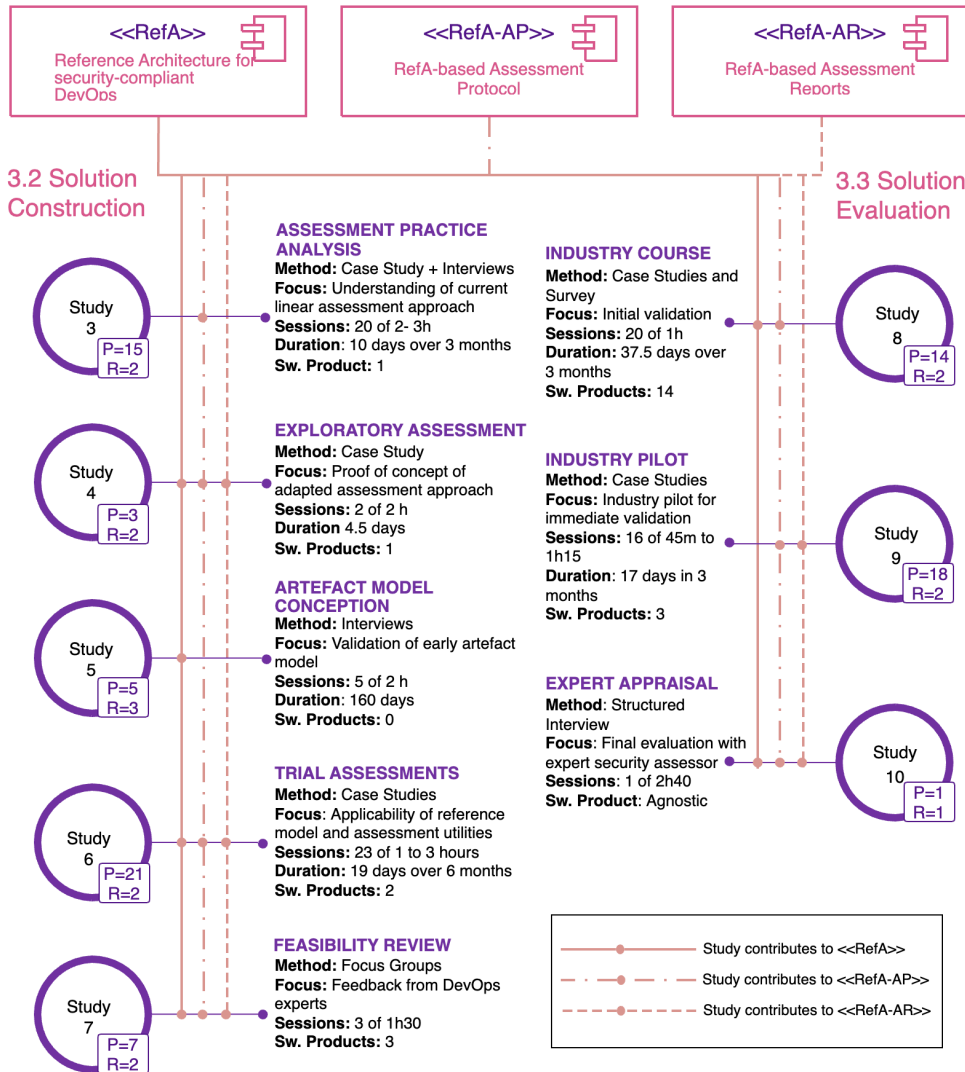 <<RefA>>
Reference Architecture for
security-compliant
DevOps
<<RefA-AP>>
RefA-based Assessment
Protocol
<<RefA-AR>>
RefA-based Assessment
Reports
3.2 Solution
Construction
3.3 Solution
Evaluation
Study
3
P=15
R=2
ASSESSMENT PRACTICE
ANALYSIS
Method: Case Study + Interviews
Focus: Understanding of current
linear assessment approach
Sessions: 20 of 2- 3h
Duration: 10 days over 3 months
Sw. Product: 1
Study
4
P=3
R=2
EXPLORATORY ASSESSMENT
Method: Case Study
Focus: Proof of concept of
adapted assessment approach
Sessions: 2 of 2 h
Duration 4.5 days
Sw. Products: 1
Study
5
P=5
R=3
ARTEFACT MODEL
CONCEPTION
Method: Interviews
Focus: Validation of early artefact
model
Sessions: 5 of 2 h
Duration: 160 days
Sw. Products: 0
Study
6
P=21
R=2
TRIAL ASSESSMENTS
Method: Case Studies
Focus: Applicability of reference
model and assessment utilities
Sessions: 23 of 1 to 3 hours
Duration: 19 days over 6 months
Sw. Products: 2
Study
7
P=7
R=2
FEASIBILITY REVIEW
Method: Focus Groups
Focus: Feedback from DevOps
experts
Sessions: 3 of 1h30
Sw. Products: 3
INDUSTRY COURSE
Method: Case Studies and
Survey
Focus: Initial validation
Sessions: 20 of 1h
Duration: 37.5 days over
3 months
Sw. Products: 14
Study
8
P=14
R=2
INDUSTRY PILOT
Method: Case Studies
Focus: Industry pilot for
immediate validation
Sessions: 16 of 45m to
1h15
Duration: 17 days in 3
months
Sw. Products: 3
Study
9
P=18
R=2
EXPERT APPRAISAL
Method: Structured
Interview
Focus: Final evaluation with
expert security assessor
Sessions: 1 of 2h40
Sw. Product: Agnostic
Study
10
P=1
R=1
Study contributes to <<RefA>>
Study contributes to <<RefA-AP>>
Study contributes to <<RefA-AR>>